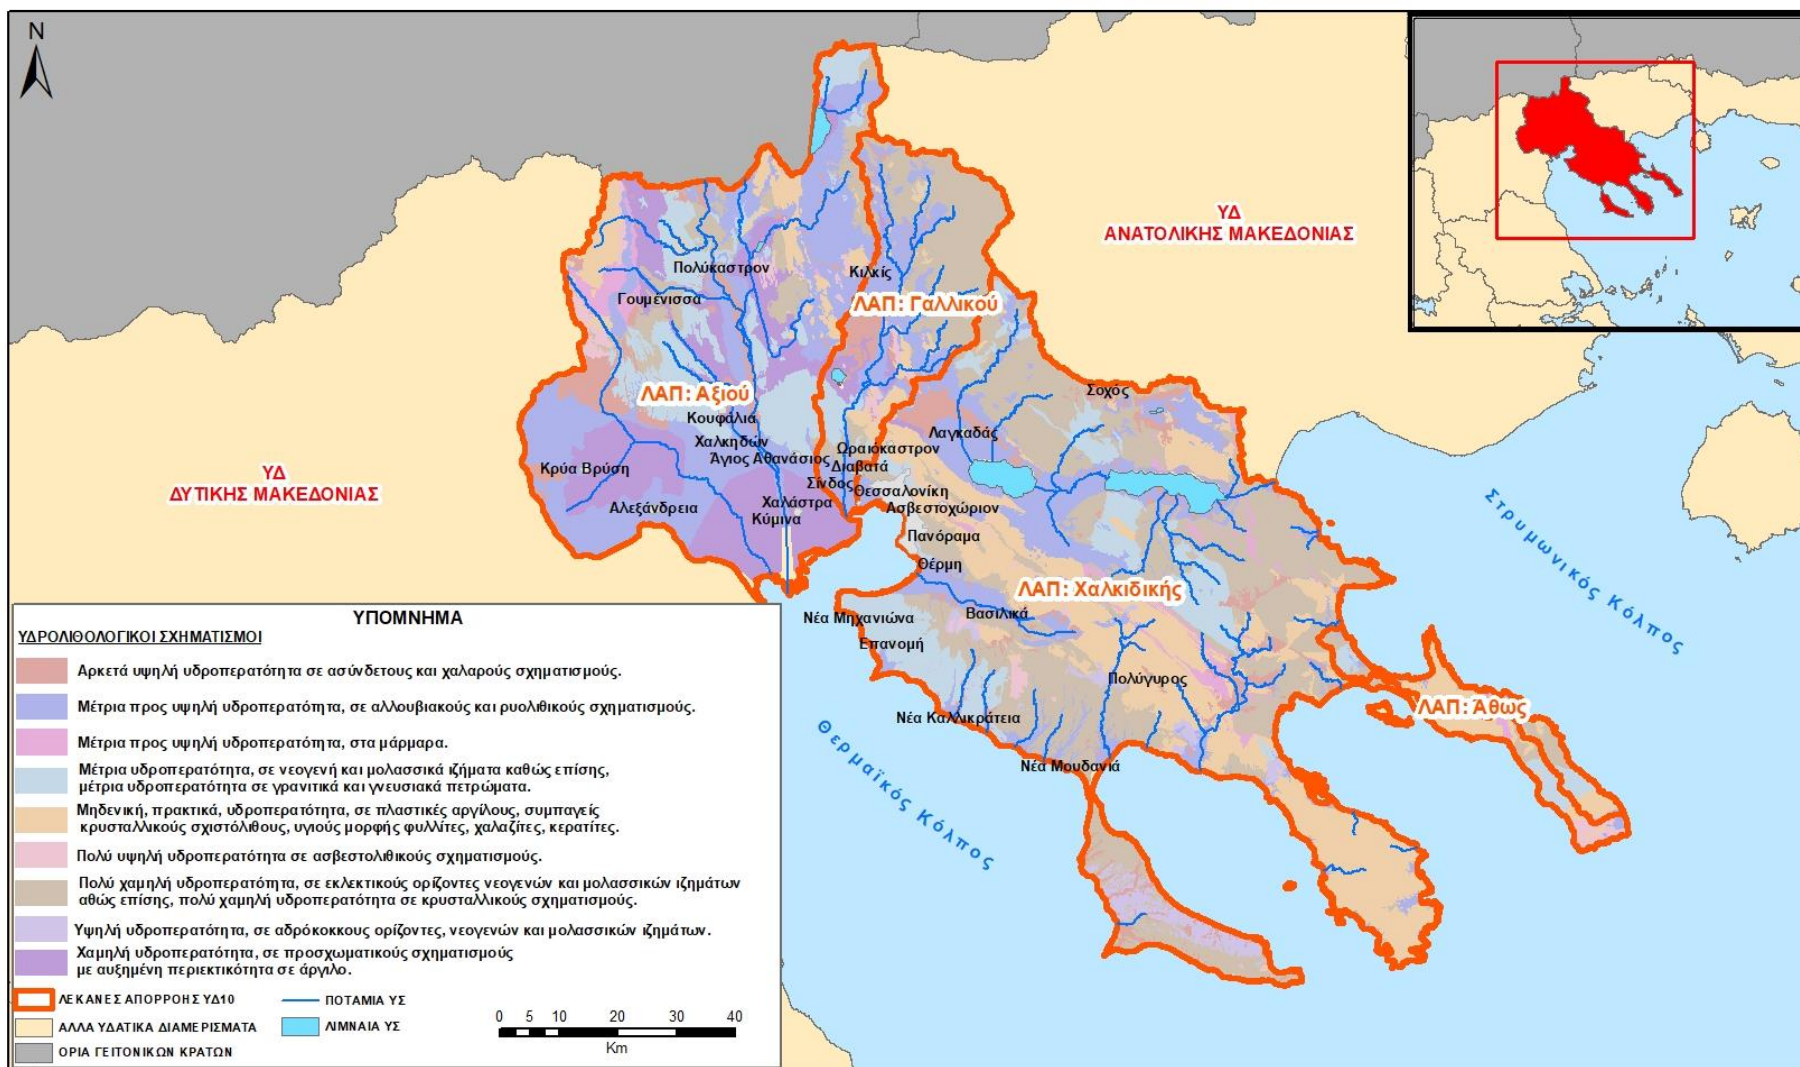 N
ΥΔ
ΑΝΑΤΟΛΙΚΗΣ ΜΑΚΕΔΟΝΙΑΣ
Πολύκαστρον
Κιλκίς
Γουμένισσα
ΛΑΠ: Γαλλικού
ΛΑΠ: Αξιού
Σοχός
Κουφάλια
Λαγκαδάς
Χαλκηδών
Ωραιόκαστρον
Άγιος Αθανάσιος
Διαβατά
Κρύα Βρύση
ΥΔ
ΔΥΤΙΚΗΣ ΜΑΚΕΔΟΝΙΑΣ
Σίνδος
Θεσσαλονίκη
Χαλάστρα
Αλεξάνδρεια
Ασβεστοχώριον
Κύμινα
Πανόραμα
Θέρμη
Στρυμωνικός Κόλπος
ΛΑΠ: Χαλκιδικής
Νέα Μηχανιώνα
Βασιλικά
Επανομή
Πολύγυρος
ΛΑΠ: Άθως
Νέα Καλλικράτεια
Νέα Μουδανιά
Θερμαϊκός Κόλπος
ΥΠΟΜΝΗΜΑ
ΥΔΡΟΛΙΘΟΛΟΓΙΚΟΙ ΣΧΗΜΑΤΙΣΜΟΙ
Αρκετά υψηλή υδροπερατότητα σε ασύνδετους και χαλαρούς σχηματισμούς.
Μέτρια προς υψηλή υδροπερατότητα, σε αλλουβιακούς και ρυολιθικούς σχηματισμούς.
Μέτρια προς υψηλή υδροπερατότητα, στα μάρμαρα.
Μέτρια υδροπερατότητα, σε νεογενή και μολασσικά ιζήματα καθώς επίσης,
μέτρια υδροπερατότητα σε γρανιτικά και γνευσιακά πετρώματα.
Μηδενική, πρακτικά, υδροπερατότητα, σε πλαστικές αργίλους, συμπαγείς
κρυσταλλικούς σχιστόλιθους, υγιούς μορφής φυλλίτες, χαλαζίτες, κερατίτες.
Πολύ υψηλή υδροπερατότητα σε ασβεστολιθικούς σχηματισμούς.
Πολύ χαμηλή υδροπερατότητα, σε εκλεκτικούς ορίζοντες νεογενών και μολασσικών ιζημάτων
αθώς επίσης, πολύ χαμηλή υδροπερατότητα σε κρυσταλλικούς σχηματισμούς.
Υψηλή υδροπερατότητα, σε αδρόκοκκους ορίζοντες, νεογενών και μολασσικών ιζημάτων.
Χαμηλή υδροπερατότητα, σε προσχωματικούς σχηματισμούς
με αυξημένη περιεκτικότητα σε άργιλο.
ΛΕΚΑΝΕΣ ΑΠΟΡΡΟΗΣ ΥΔ10
ΠΟΤΑΜΙΑ ΥΣ
ΑΛΛΑ ΥΔΑΤΙΚΑ ΔΙΑΜΕΡΙΣΜΑΤΑ
ΛΙΜΝΑΙΑ ΥΣ
ΟΡΙΑ ΓΕΙΤΟΝΙΚΩΝ ΚΡΑΤΩΝ
0 5 10 20 30 40
Km